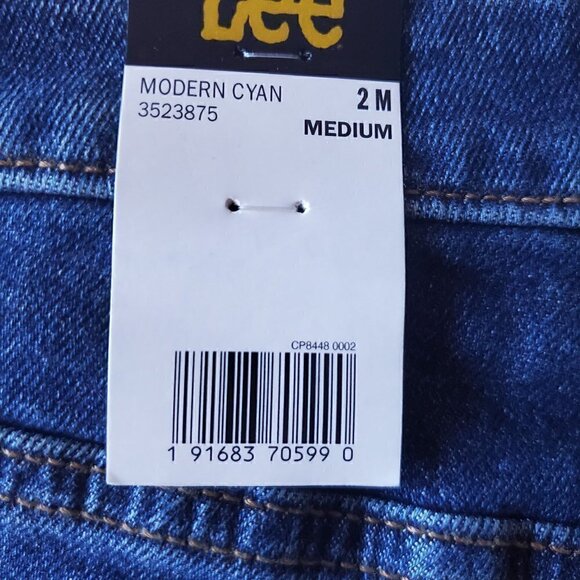 Lee
MODERN CYAN 2 M
3523875 MEDIUM
CP8448 0002
1 91683 70599 0